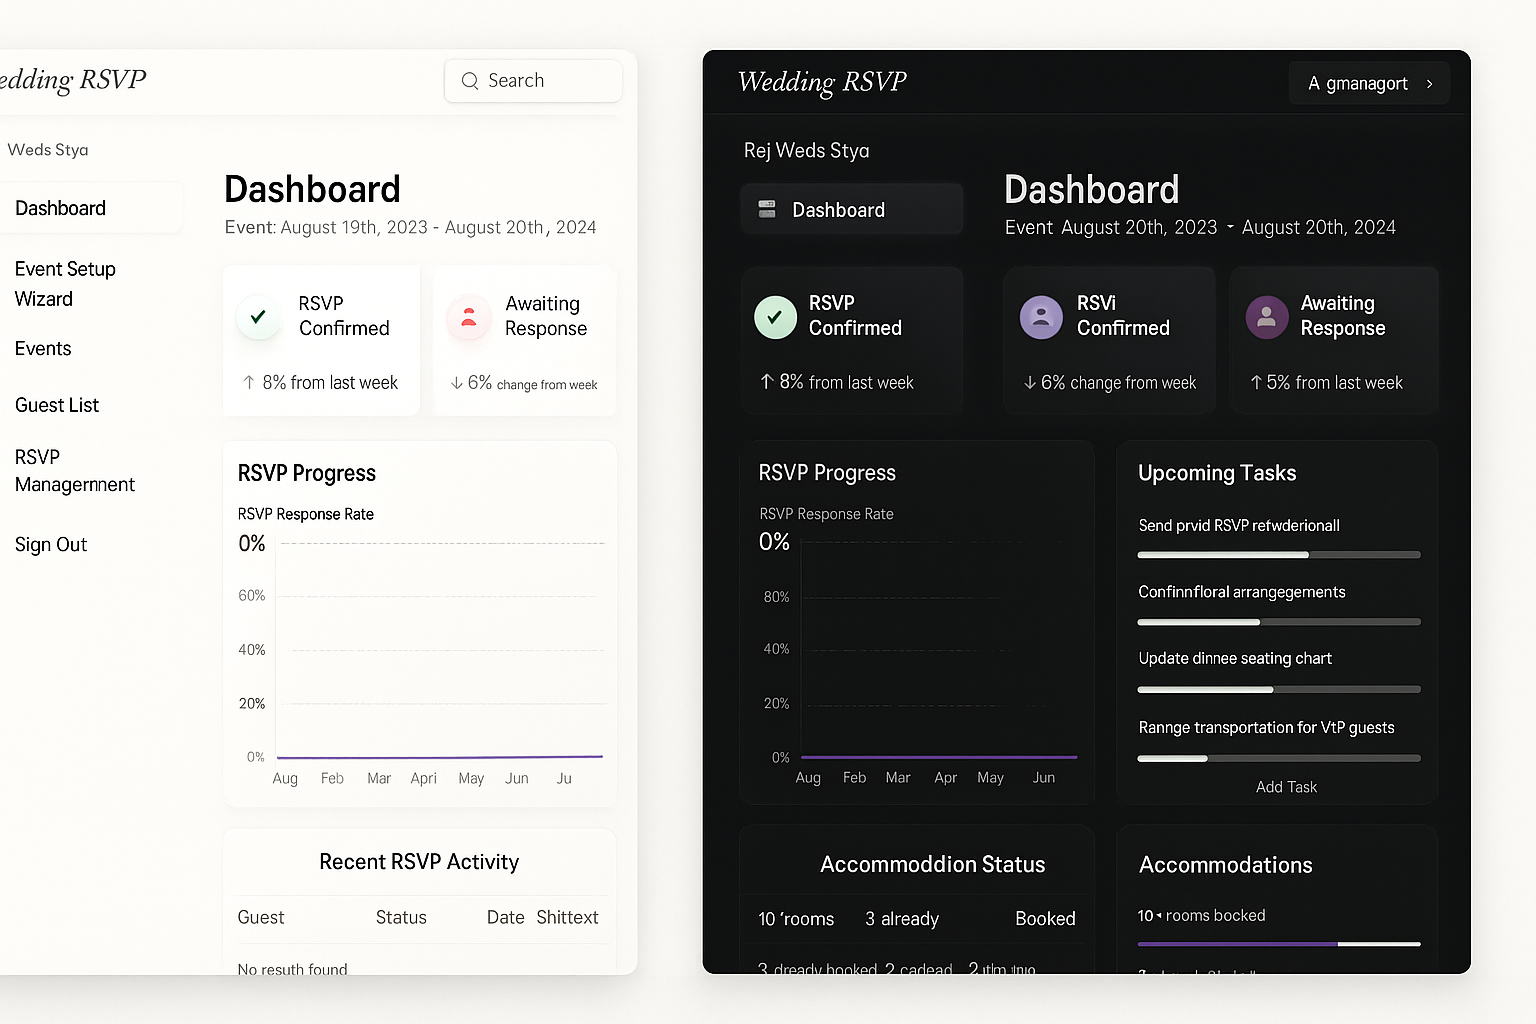 edding RSVP
Search
Weds Stya
Dashboard
Event Setup
Wizard
Events
Guest List
RSVP
Management
Sign Out
Dashboard
Event: August 19th, 2023 - August 20th, 2024
RSVP
Confirmed
↑ 8% from last week
Awaiting
Response
↓ 6% change from week
RSVP Progress
RSVP Response Rate
0%
60%
40%
20%
0%
Aug Feb Mar Apri May Jun Ju
Recent RSVP Activity
Guest Status Date Shittext
No resuth found
Wedding RSVP
A gmanagort ›
Rej Weds Stya
Dashboard
Dashboard
Event August 20th, 2023 - August 20th, 2024
RSVP
Confirmed
↑ 8% from last week
RSVi
Confirmed
↓ 6% change from week
Awaiting
Response
↑ 5% from last week
RSVP Progress
RSVP Response Rate
0%
80%
40%
20%
0%
Aug Feb Mar Apr May Jun
Upcoming Tasks
Send prvid RSVP refwderionall
Confinnfloral arrangegements
Update dinnee seating chart
Rannge transportation for VtP guests
Add Task
Accommoddion Status
10 'rooms 3 already Booked
3 dready booked 2 cadead 2
Accommodations
10 rooms bocked